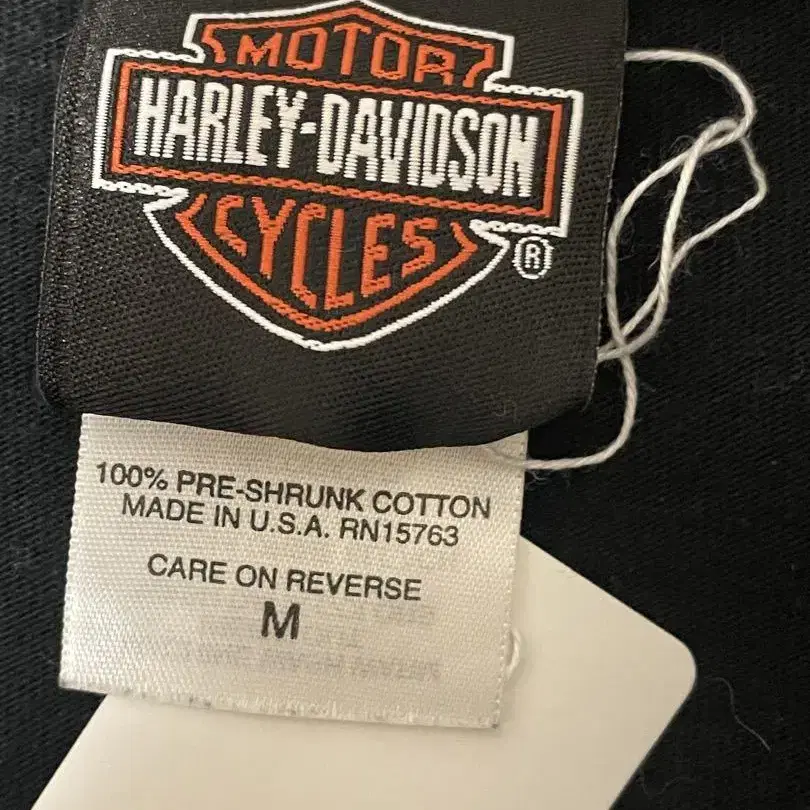 MOTOR
HARLEY-DAVIDSON
CYCLES
®
100% PRE-SHRUNK COTTON
MADE IN U.S.A. RN15763
CARE ON REVERSE
M